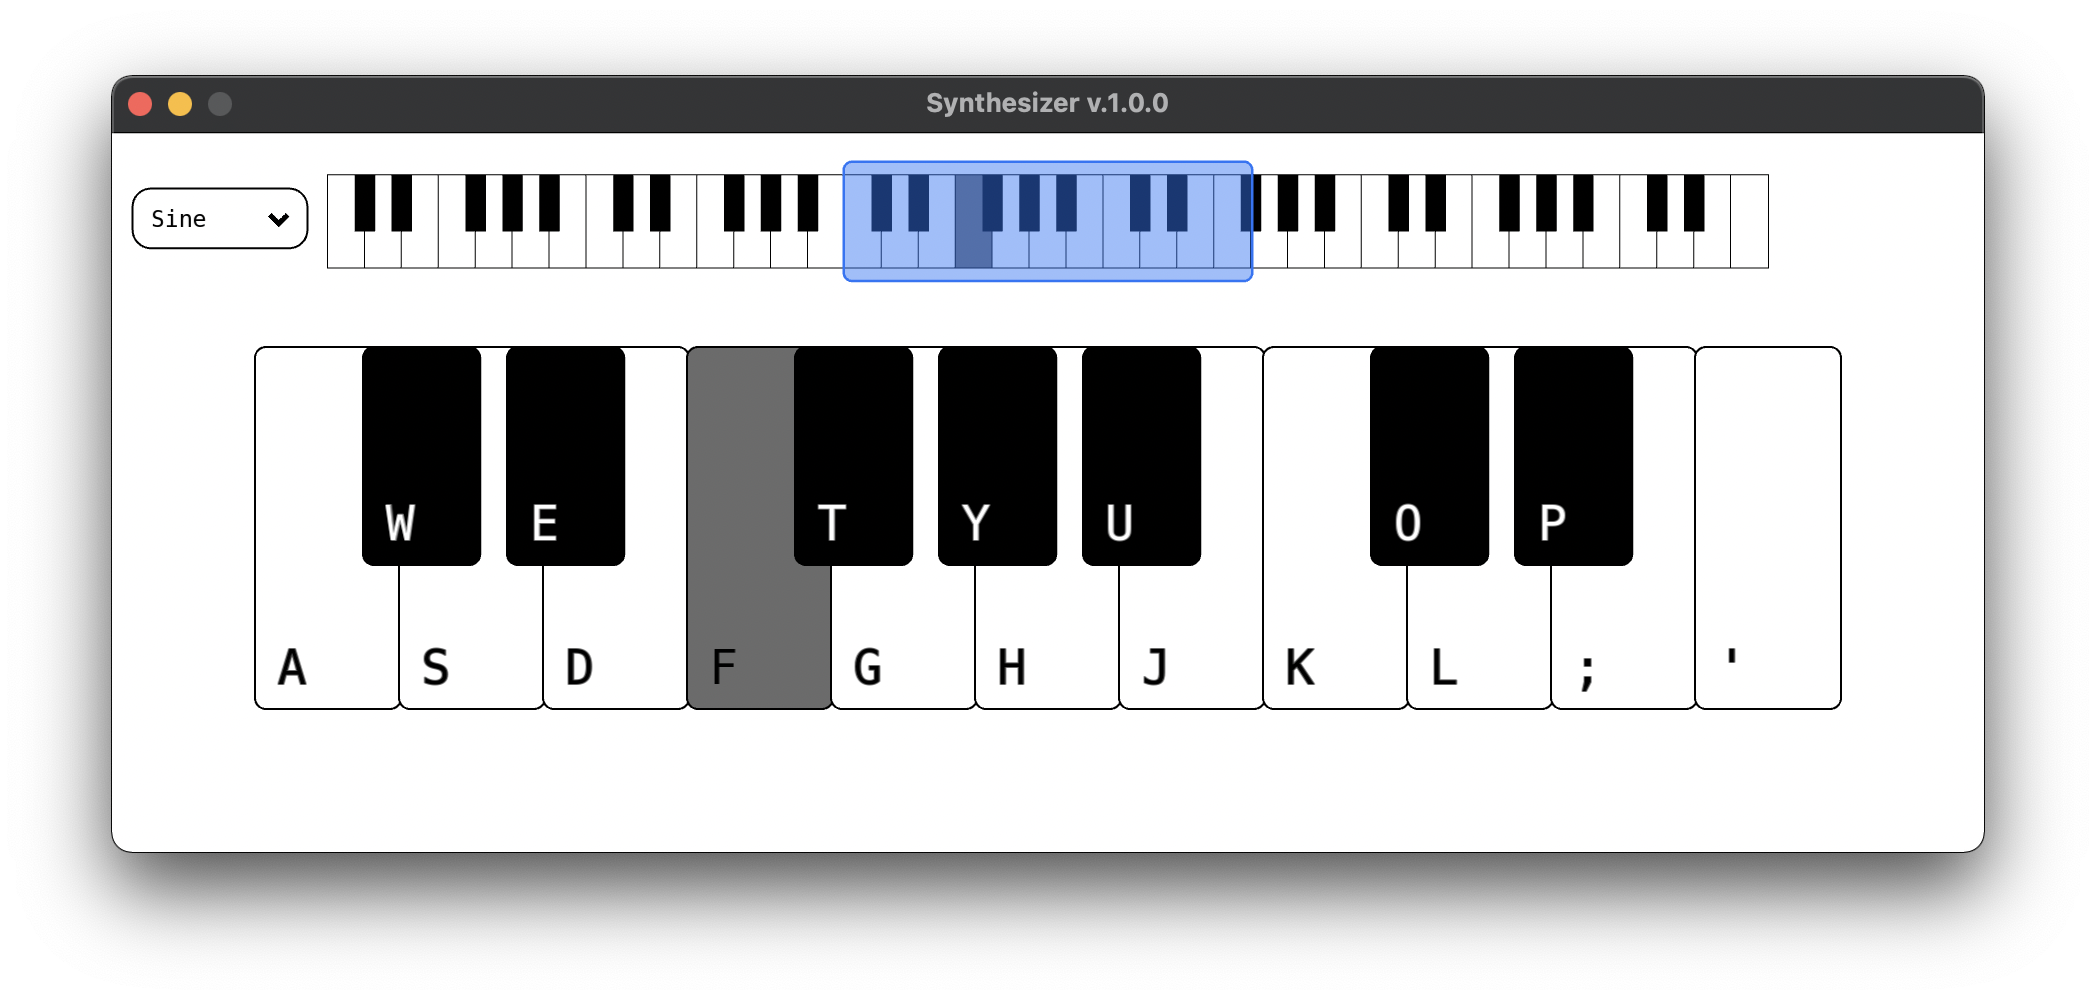 Synthesizer v.1.0.0
Sine
W E T Y U O P
A S D F G H J K L ; '